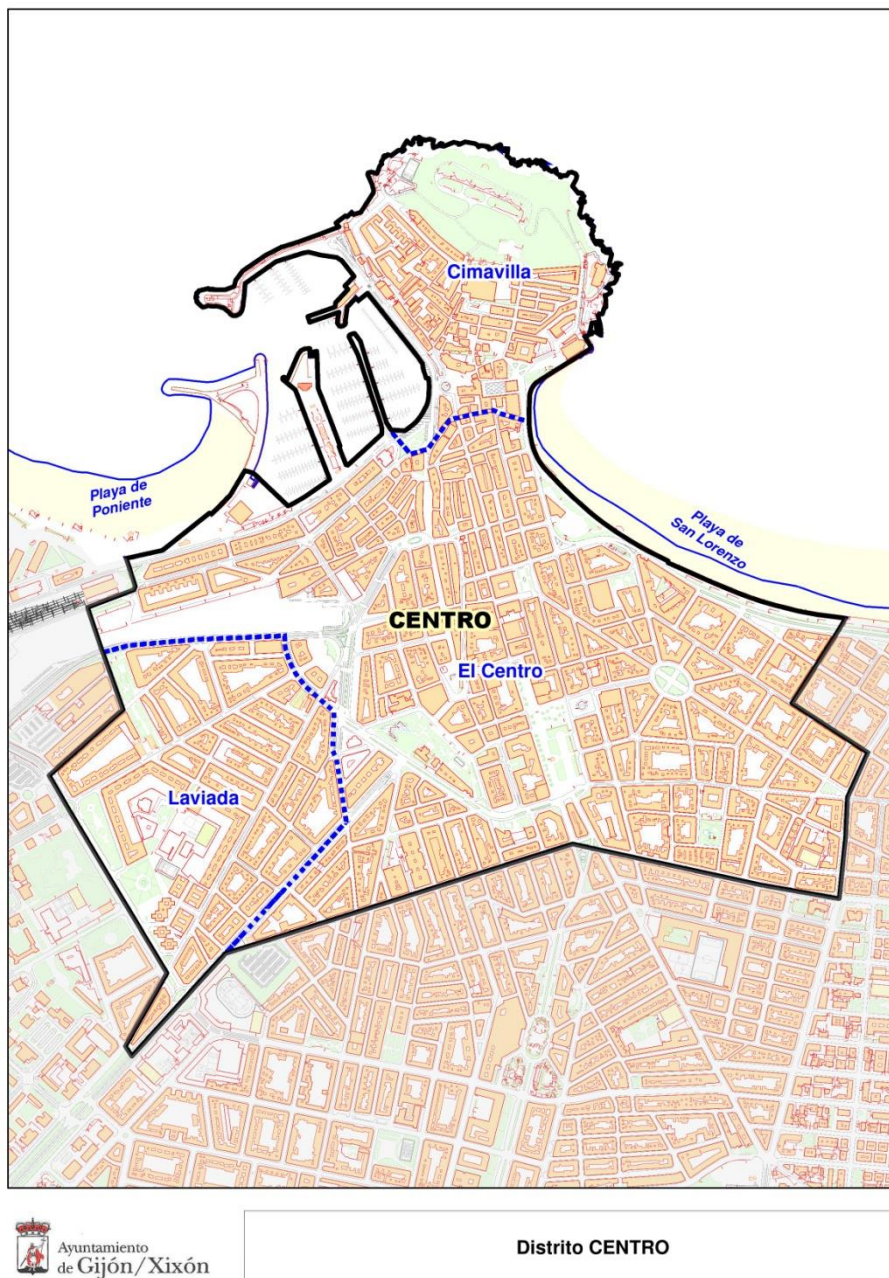 Cimavilla
Playa de
Poniente
Playa de
San Lorenzo
CENTRO
El Centro
Laviada
Ayuntamiento
de Gijón/Xixón
Distrito CENTRO